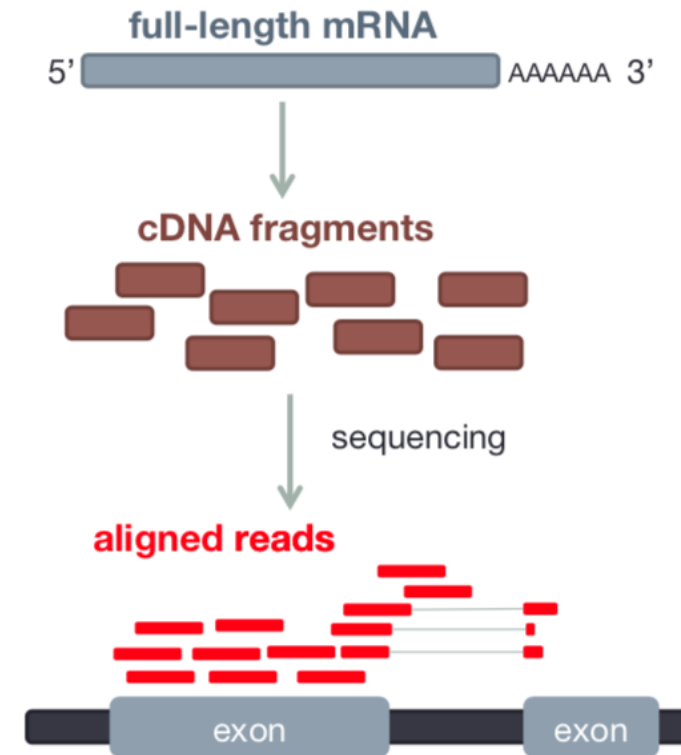 full-length mRNA
5’ AAAAAA 3’
cDNA fragments
sequencing
aligned reads
exon exon